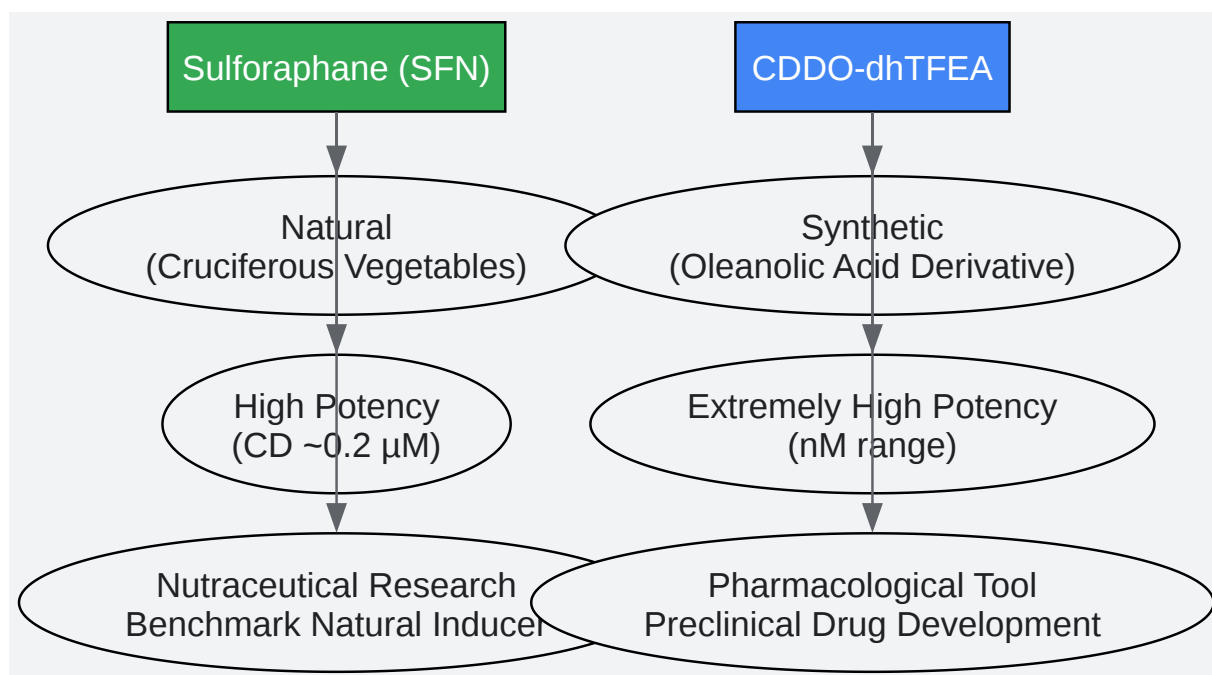 Sulforaphane (SFN)
CDDO-dhTFEA
Natural
(Cruciferous Vegetables)
Synthetic
(Oleanolic Acid Derivative)
High Potency
(CD ~0.2 µM)
Extremely High Potency
(nM range)
Nutraceutical Research
Benchmark Natural Inducer
Pharmacological Tool
Preclinical Drug Development